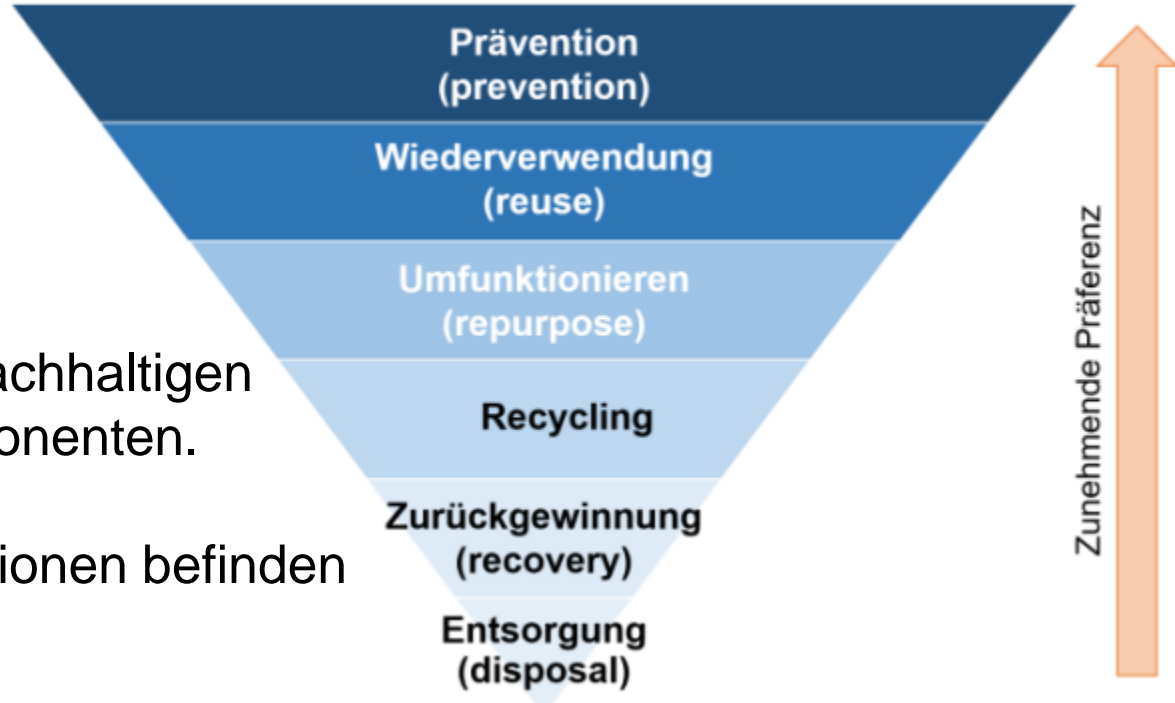 Prävention
(prevention)
Wiederverwendung
(reuse)
Umfunktionieren
(repurpose)
Recycling
Zurückgewinnung
(recovery)
Entsorgung
(disposal)
achhaltigen
onenten.
ionen befinden
Zunehmende Präferenz